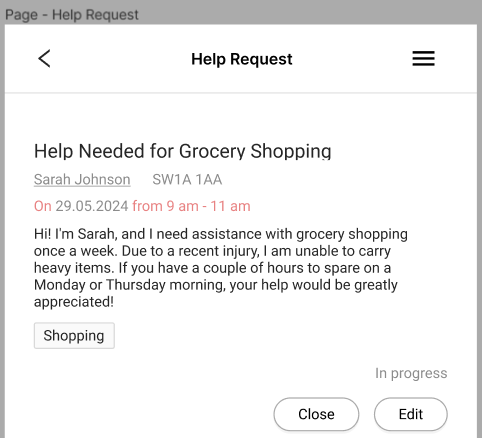 Page - Help Request
Help Request
Help Needed for Grocery Shopping
Sarah Johnson SW1A 1AA
On 29.05.2024 from 9 am - 11 am
Hi! I'm Sarah, and I need assistance with grocery shopping
once a week. Due to a recent injury, I am unable to carry
heavy items. If you have a couple of hours to spare on a
Monday or Thursday morning, your help would be greatly
appreciated!
Shopping
In progress
Close Edit